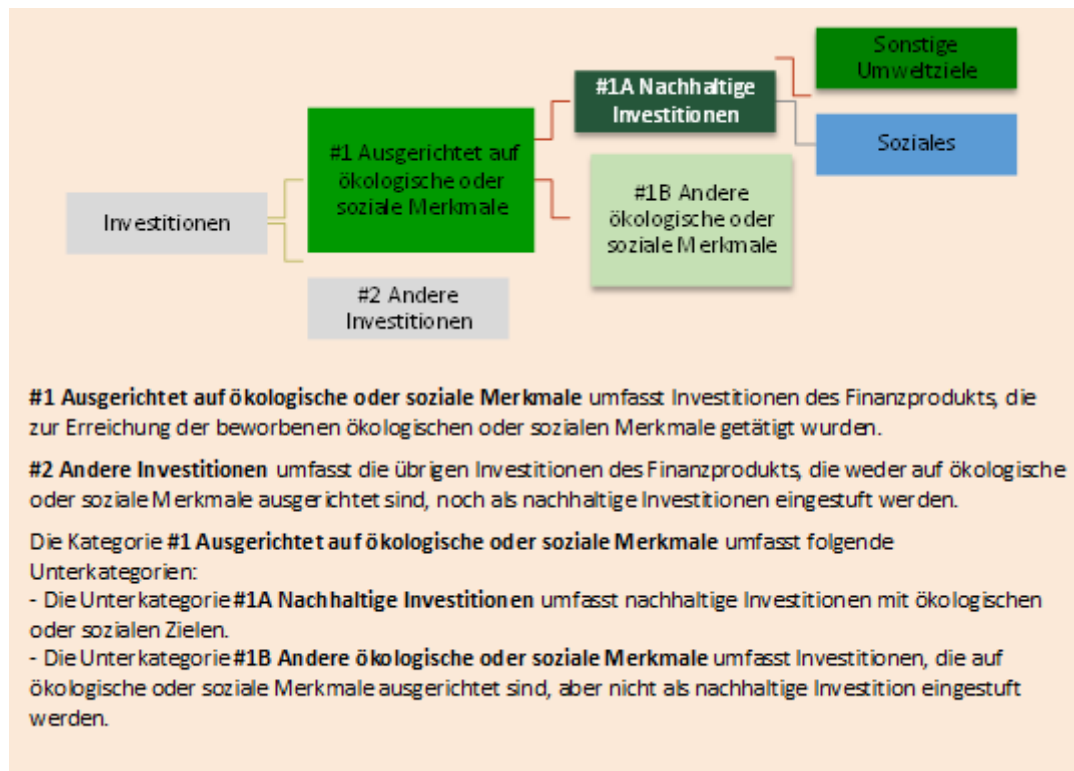 Sonstige
Umweltziele
#1A Nachhaltige
Investitionen
Soziales
#1 Ausgerichtet auf
ökologische oder
soziale Merkmale
#1B Andere
ökologische oder
soziale Merkmale
Investitionen
#2 Andere
Investitionen
#1 Ausgerichtet auf ökologische oder soziale Merkmale umfasst Investitionen des Finanzprodukts, die
zur Erreichung der beworbenen ökologischen oder sozialen Merkmale getätigt wurden.
#2 Andere Investitionen umfasst die übrigen Investitionen des Finanzprodukts, die weder auf ökologische
oder soziale Merkmale ausgerichtet sind, noch als nachhaltige Investitionen eingestuft werden.
Die Kategorie #1 Ausgerichtet auf ökologische oder soziale Merkmale umfasst folgende
Unterkategorien:
- Die Unterkategorie #1A Nachhaltige Investitionen umfasst nachhaltige Investitionen mit ökologischen
oder sozialen Zielen.
- Die Unterkategorie #1B Andere ökologische oder soziale Merkmale umfasst Investitionen, die auf
ökologische oder soziale Merkmale ausgerichtet sind, aber nicht als nachhaltige Investition eingestuft
werden.